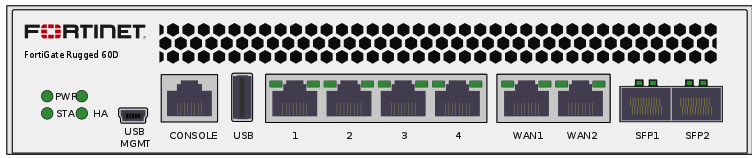 FORTINET
FortiGate Rugged 60D
PWR
STA HA
USB MGMT
CONSOLE USB 1 2 3 4 WAN1 WAN2 SFP1 SFP2